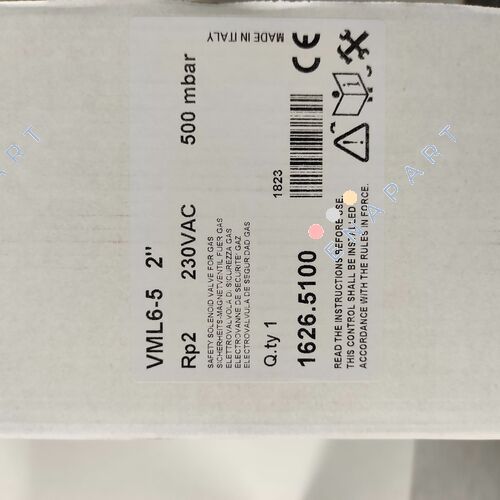 VML6-5 2"
Rp2 230VAC 500 mbar
SAFETY SOLENOID VALVE FOR GAS
SICHERHEITS-MAGNETVENTIL FUER GAS
ELETTROVALVOLA DI SICUREZZA GAS
ELECTROVANNE DE SECURITE' GAZ
ELECTROVALVULA DE SEGURIDAD GAS
MADE IN ITALY
Q.ty 1
1823
1626.5100
CE
READ THE INSTRUCTIONS BEFORE USE.
THIS CONTROL SHALL BE INSTALLED IN
ACCORDANCE WITH THE RULES IN FORCE.